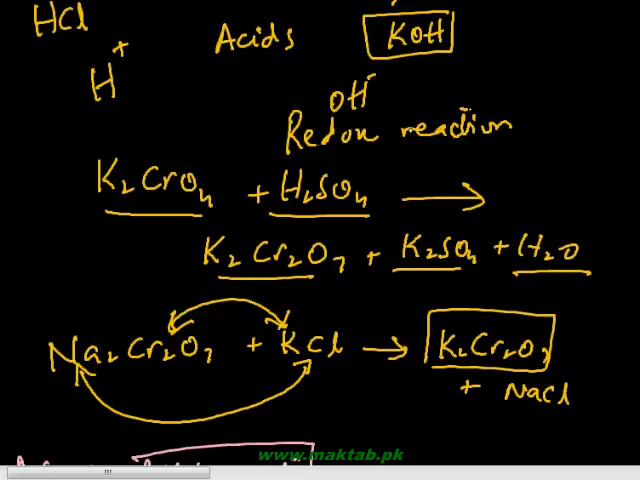 HCl
Acids KOH
H⁺
OH⁻
Redox reaction
K₂CrO₄ + H₂SO₄ →
K₂Cr₂O₇ + K₂SO₄ + H₂O
Na₂Cr₂O₇ + KCl → K₂Cr₂O₇
+ NaCl
www.maktab.pk